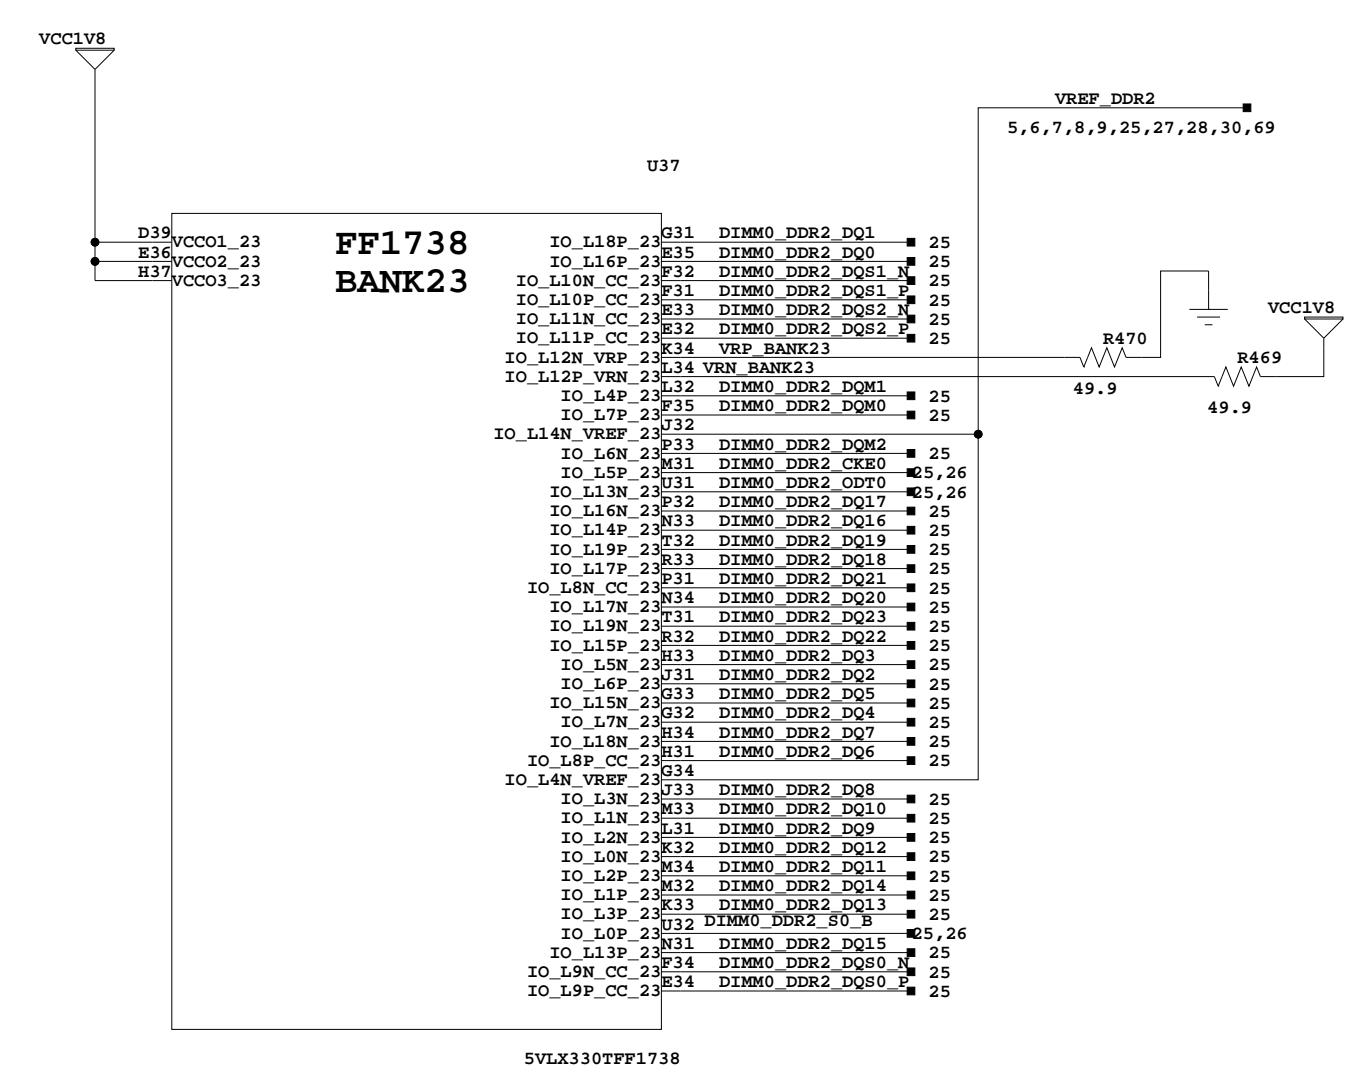 VCC1V8
VREF_DDR2
5,6,7,8,9,25,27,28,30,69
U37
FF1738
BANK23
D39 VCCO1_23
E36 VCCO2_23
H37 VCCO3_23
IO_L18P_23 G31 DIMM0_DDR2_DQ1 25
IO_L16P_23 E35 DIMM0_DDR2_DQ0 25
IO_L10N_CC_23 F32 DIMM0_DDR2_DQS1_N 25
IO_L10P_CC_23 F31 DIMM0_DDR2_DQS1_P 25
IO_L11N_CC_23 E33 DIMM0_DDR2_DQS2_N 25
IO_L11P_CC_23 E32 DIMM0_DDR2_DQS2_P 25
VCC1V8
IO_L12N_VRP_23 K34 VRP_BANK23 R470
49.9
IO_L12P_VRN_23 L34 VRN_BANK23 R469
49.9
IO_L4P_23 L32 DIMM0_DDR2_DQM1 25
IO_L7P_23 F35 DIMM0_DDR2_DQM0 25
IO_L14N_VREF_23 J32
IO_L6N_23 P33 DIMM0_DDR2_DQM2 25
IO_L5P_23 M31 DIMM0_DDR2_CKE0 25,26
IO_L13N_23 U31 DIMM0_DDR2_ODT0 25,26
IO_L16N_23 P32 DIMM0_DDR2_DQ17 25
IO_L14P_23 N33 DIMM0_DDR2_DQ16 25
IO_L19P_23 T32 DIMM0_DDR2_DQ19 25
IO_L17P_23 R33 DIMM0_DDR2_DQ18 25
IO_L8N_CC_23 P31 DIMM0_DDR2_DQ21 25
IO_L17N_23 N34 DIMM0_DDR2_DQ20 25
IO_L19N_23 T31 DIMM0_DDR2_DQ23 25
IO_L15P_23 R32 DIMM0_DDR2_DQ22 25
IO_L5N_23 H33 DIMM0_DDR2_DQ3 25
IO_L6P_23 J31 DIMM0_DDR2_DQ2 25
IO_L15N_23 G33 DIMM0_DDR2_DQ5 25
IO_L7N_23 G32 DIMM0_DDR2_DQ4 25
IO_L18N_23 H34 DIMM0_DDR2_DQ7 25
IO_L8P_CC_23 H31 DIMM0_DDR2_DQ6 25
IO_L4N_VREF_23 G34
IO_L3N_23 J33 DIMM0_DDR2_DQ8 25
IO_L1N_23 M33 DIMM0_DDR2_DQ10 25
IO_L2N_23 L31 DIMM0_DDR2_DQ9 25
IO_L0N_23 K32 DIMM0_DDR2_DQ12 25
IO_L2P_23 M34 DIMM0_DDR2_DQ11 25
IO_L1P_23 M32 DIMM0_DDR2_DQ14 25
IO_L3P_23 K33 DIMM0_DDR2_DQ13 25
IO_L0P_23 U32 DIMM0_DDR2_S0_B 25,26
IO_L13P_23 N31 DIMM0_DDR2_DQ15 25
IO_L9N_CC_23 F34 DIMM0_DDR2_DQS0_N 25
IO_L9P_CC_23 E34 DIMM0_DDR2_DQS0_P 25
5VLX330TFF1738